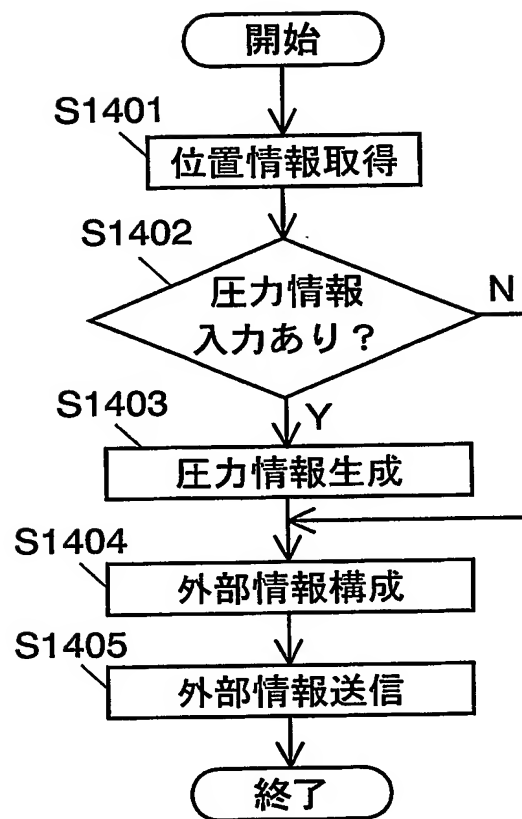 開始
S1401
位置情報取得
S1402
圧力情報
入力あり？
N
Y
S1403
圧力情報生成
S1404
外部情報構成
S1405
外部情報送信
終了